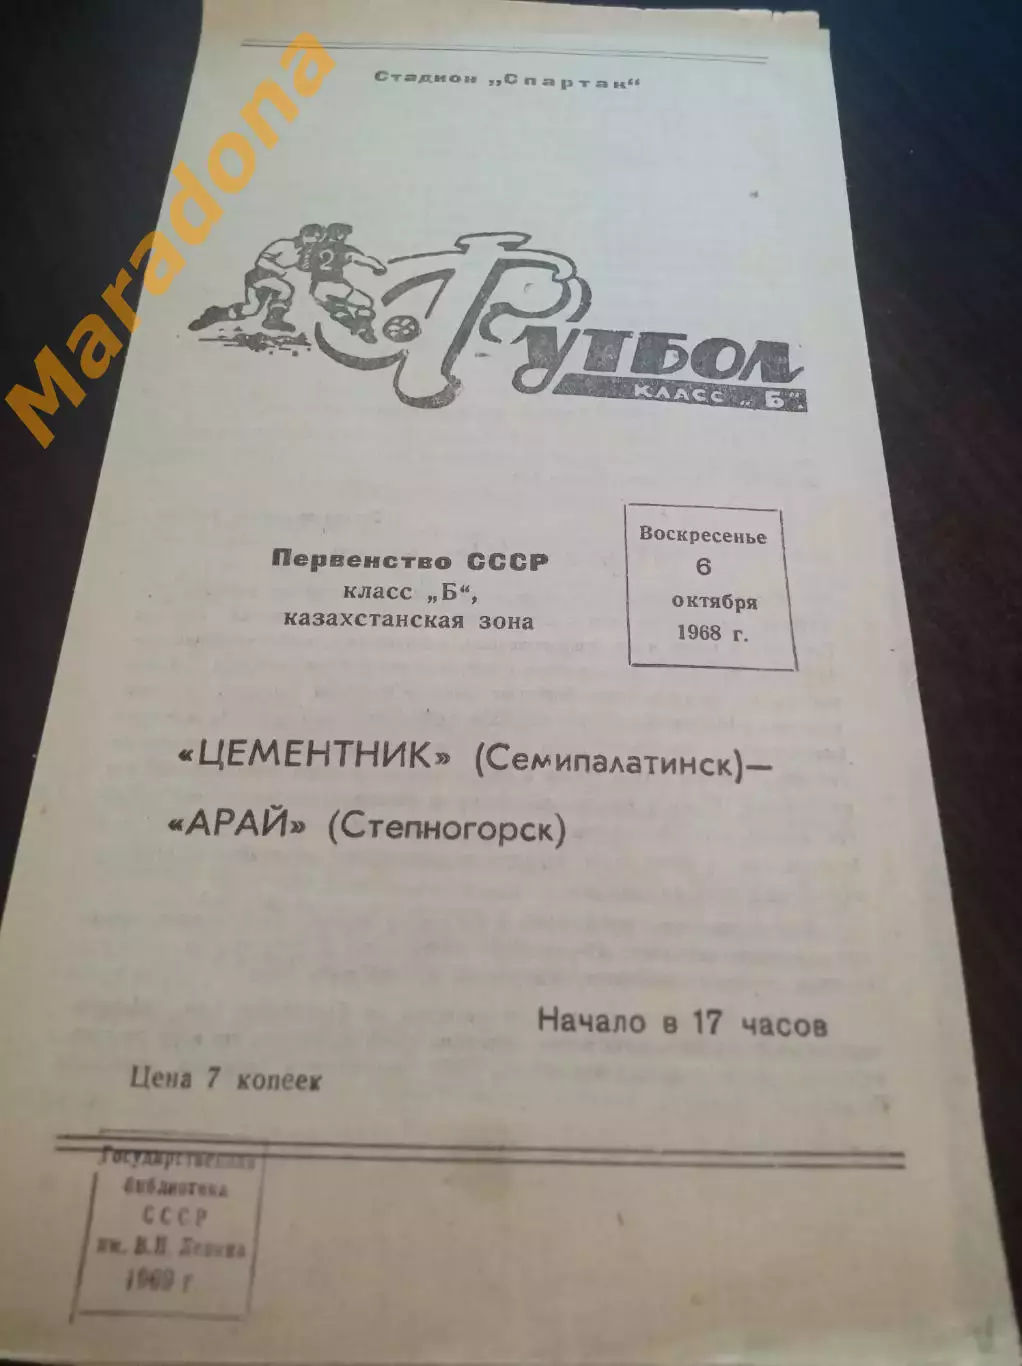 Стадион „Спартак“
2
Футбол
КЛАСС „Б“.
Первенство СССР
класс „Б“,
казахстанская зона
Воскресенье
6
октября
1968 г.
«ЦЕМЕНТНИК» (Семипалатинск)—
«АРАЙ» (Степногорск)
Начало в 17 часов
Цена 7 копеек
Государственная
библиотека
СССР
им. В.И. Ленина
1969 г.
Maradona